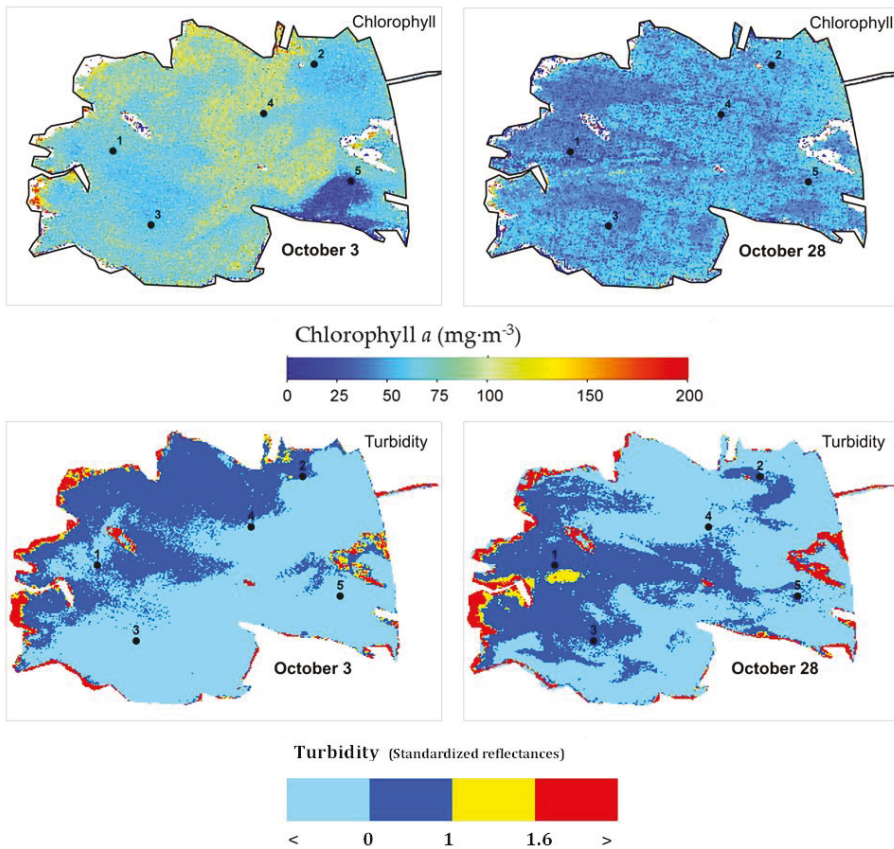 Chlorophyll
2
4
1
5
3
October 3
Chlorophyll
2
4
1
5
3
October 28
Chlorophyll a (mg·m⁻³)
0 25 50 75 100 150 200
Turbidity
2
4
1
5
3
October 3
Turbidity
2
4
1
5
3
October 28
Turbidity (Standardized reflectances)
< 0 1 1.6 >